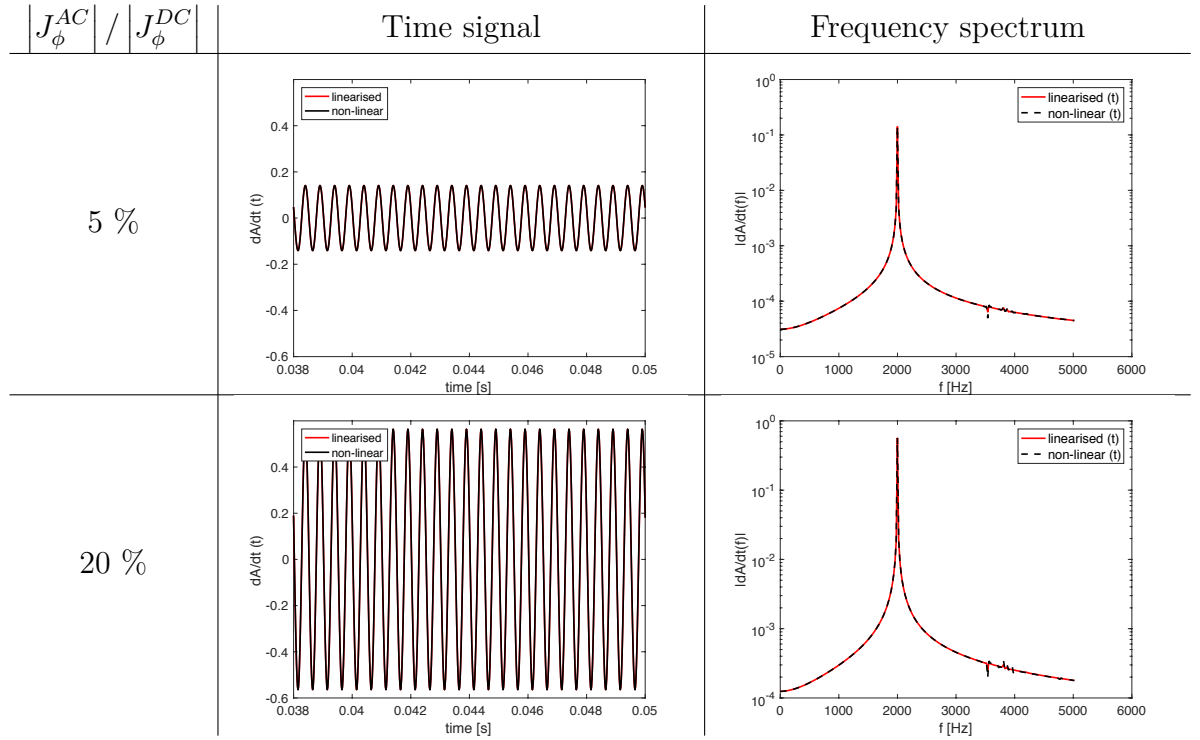 |J_ϕ^{AC}| / |J_ϕ^{DC}| Time signal Frequency spectrum
5 %
linearised
non-linear
0.4
0.2
0
-0.2
-0.4
-0.6
dA/dt (t)
0.038 0.04 0.042 0.044 0.046 0.048 0.05
time [s]
linearised (t)
non-linear (t)
10^0
10^-1
10^-2
10^-3
10^-4
10^-5
|dA/dt(f)|
0 1000 2000 3000 4000 5000 6000
f [Hz]
20 %
linearised
non-linear
0.4
0.2
0
-0.2
-0.4
-0.6
dA/dt (t)
0.038 0.04 0.042 0.044 0.046 0.048 0.05
time [s]
linearised (t)
non-linear (t)
10^0
10^-1
10^-2
10^-3
10^-4
|dA/dt(f)|
0 1000 2000 3000 4000 5000 6000
f [Hz]